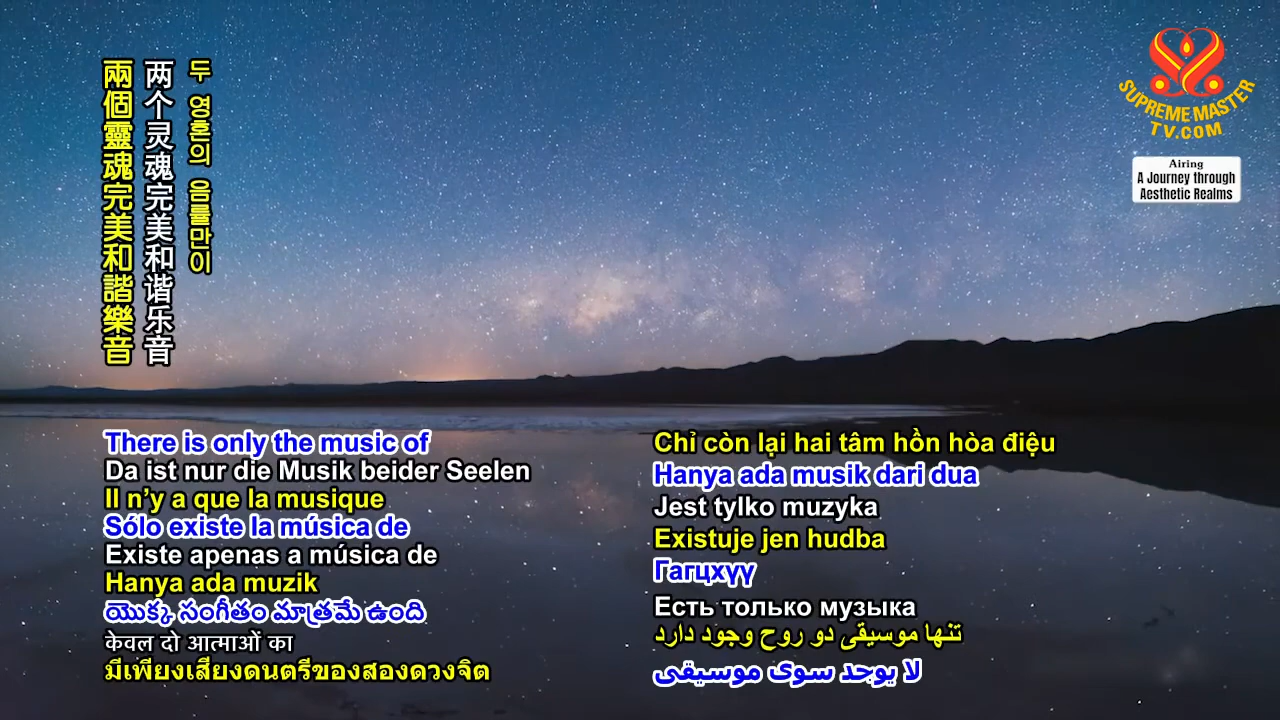 兩個靈魂完美和諧樂音
两个灵魂完美和谐乐音
두 영혼의 음률만이
SUPREME MASTER
TV.COM
Airing
A Journey through
Aesthetic Realms
There is only the music of
Da ist nur die Musik beider Seelen
Il n’y a que la musique
Sólo existe la música de
Existe apenas a música de
Hanya ada muzik
యొక్క సంగీతం మాత్రమే ఉంది
केवल दो आत्माओं का
มีเพียงเสียงดนตรีของสองดวงจิต
Chỉ còn lại hai tâm hồn hòa điệu
Hanya ada musik dari dua
Jest tylko muzyka
Existuje jen hudba
Гагцхүү
Есть только музыка
تنها موسیقی دو روح وجود دارد
لا يوجد سوى موسيقى